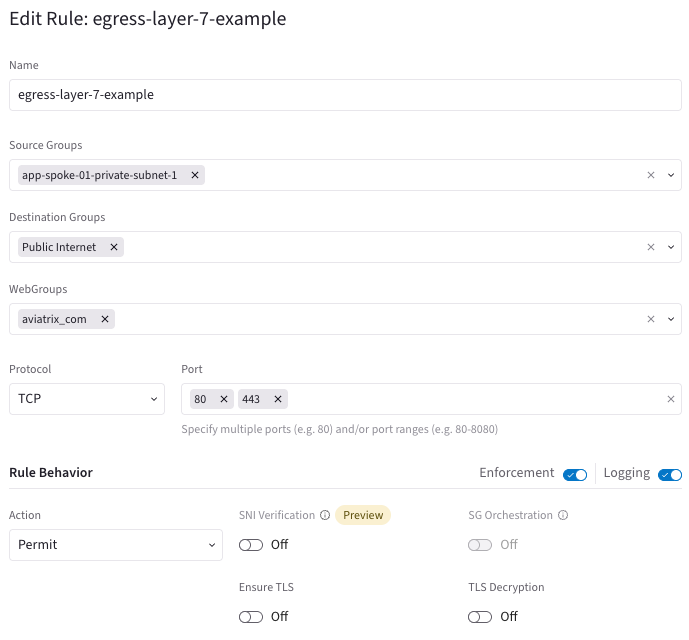 Edit Rule: egress-layer-7-example
Name
egress-layer-7-example
Source Groups
app-spoke-01-private-subnet-1
Destination Groups
Public Internet
WebGroups
aviatrix_com
Protocol Port
TCP 80 443
Specify multiple ports (e.g. 80) and/or port ranges (e.g. 80-8080)
Rule Behavior Enforcement Logging
Action SNI Verification Preview SG Orchestration
Permit Off Off
Ensure TLS TLS Decryption
Off Off